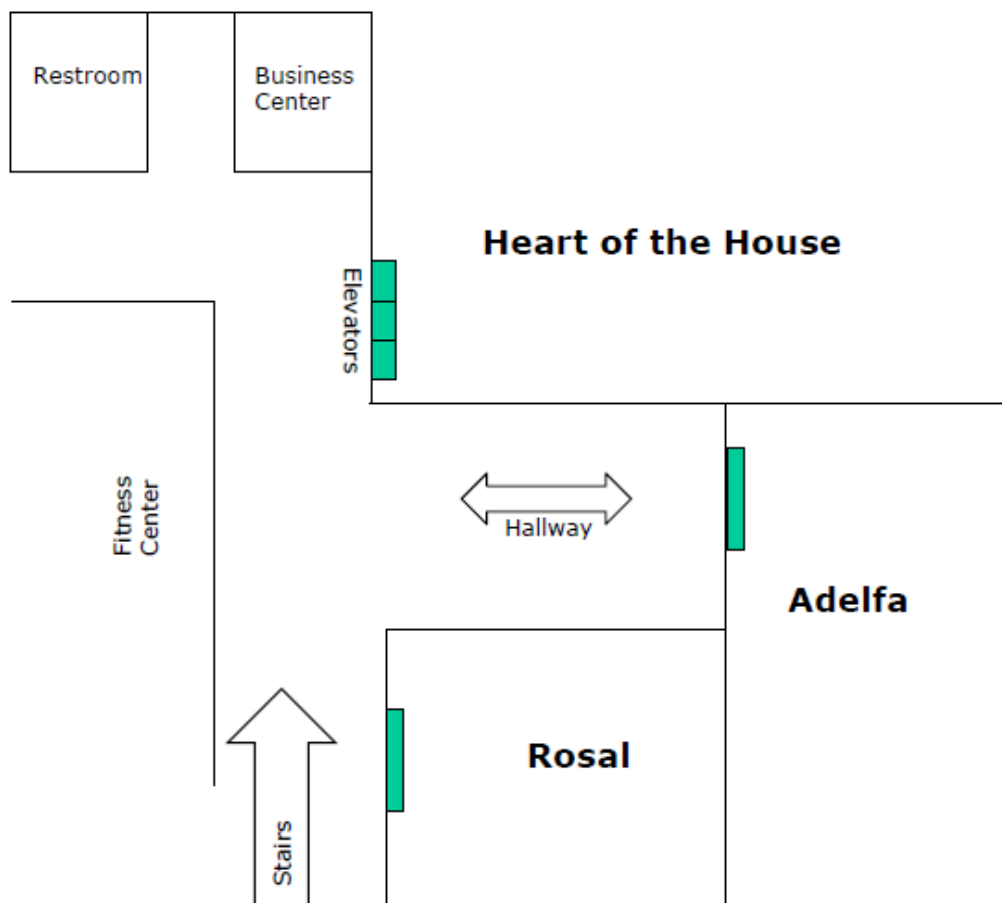 Restroom
Business
Center
Heart of the House
Elevators
Fitness
Center
Hallway
Adelfa
Rosal
Stairs